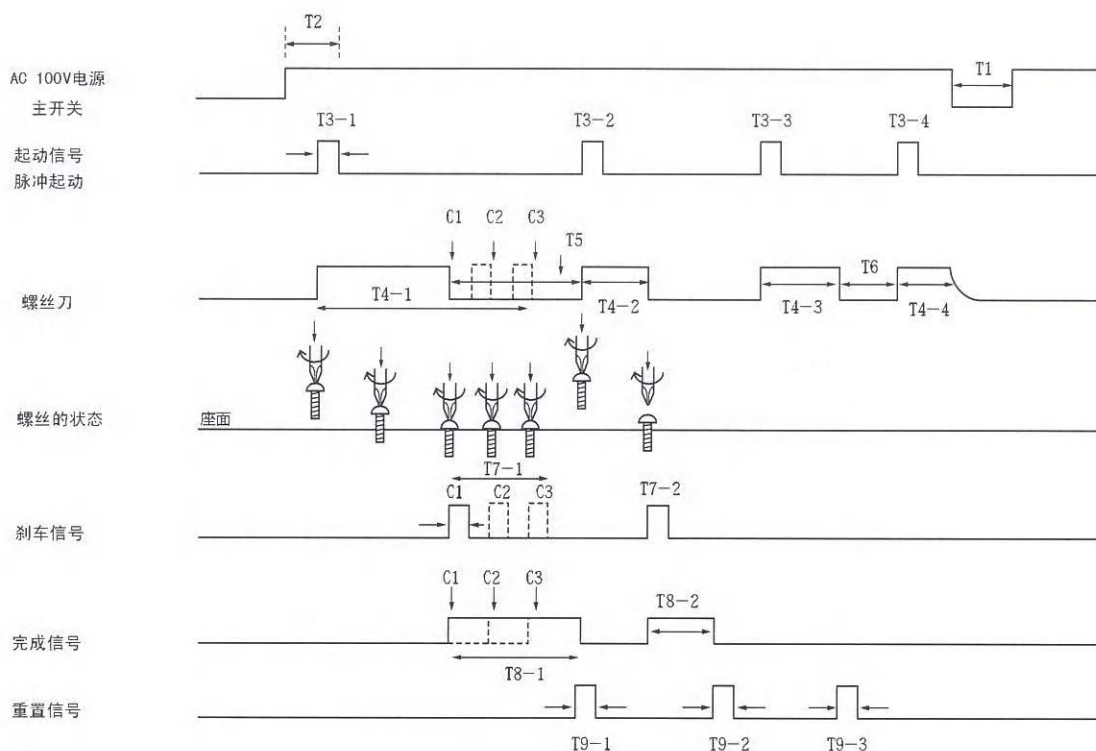 T2
AC 100V电源
主开关
T1
T3-1
T3-2
T3-3
T3-4
起动信号
脉冲起动
C1
C2
C3
T5
T6
螺丝刀
T4-1
T4-2
T4-3
T4-4
螺丝的状态
座面
T7-1
C1
C2
C3
T7-2
刹车信号
C1
C2
C3
T8-2
完成信号
T8-1
重置信号
T9-1
T9-2
T9-3